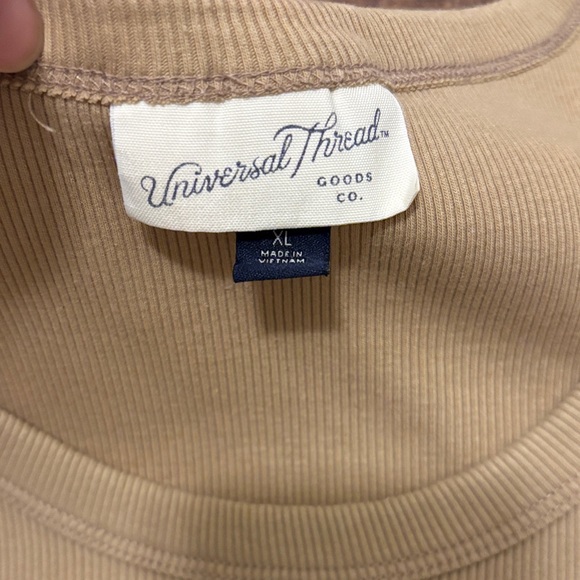 Universal Thread™
GOODS
CO.
XL
MADE IN
VIETNAM